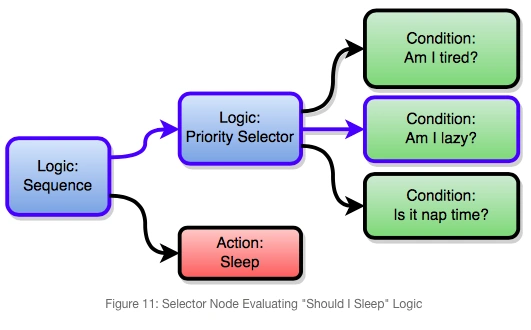 Condition:
Am I tired?
Logic:
Priority Selector
Condition:
Am I lazy?
Logic:
Sequence
Condition:
Is it nap time?
Action:
Sleep
Figure 11: Selector Node Evaluating "Should I Sleep" Logic